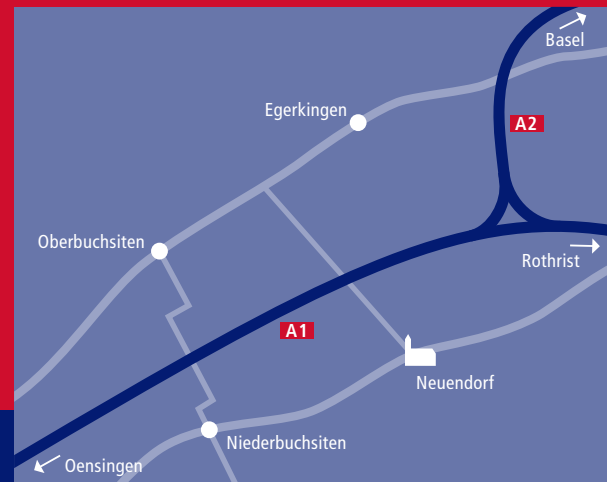 Basel
Egerkingen
A2
Oberbuchsiten
Rothrist
A1
Neuendorf
Niederbuchsiten
Oensingen